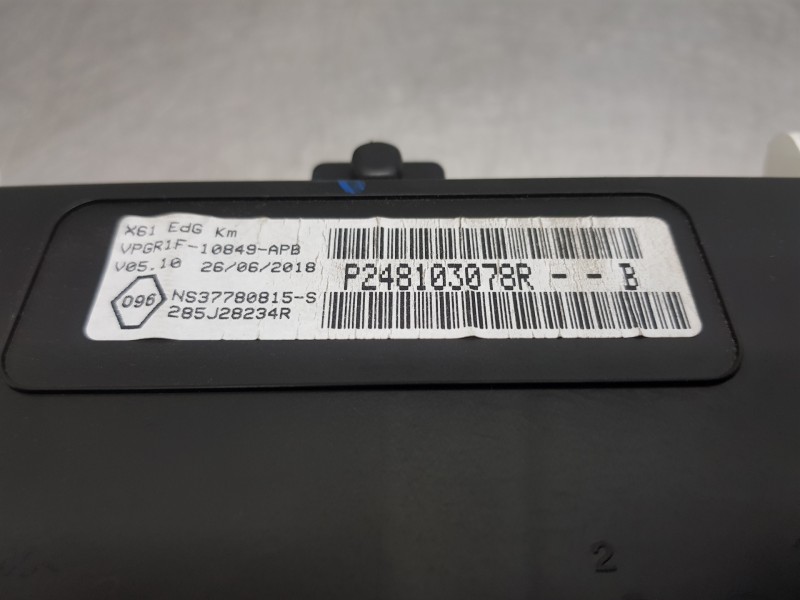 X61 EdG Km
VPGR1F-10849-APB
V05.10 26/06/2018
096
NS37780815-S
285J28234R
P248103078R - - B
2